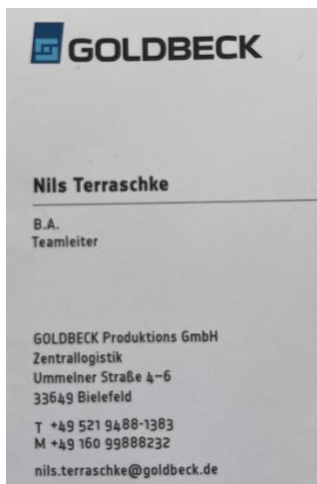 GOLDBECK
Nils Terraschke
B.A.
Teamleiter
GOLDBECK Produktions GmbH
Zentrallogistik
Ummelner Straße 4–6
33649 Bielefeld
T +49 521 9488-1383
M +49 160 99888232
nils.terraschke@goldbeck.de